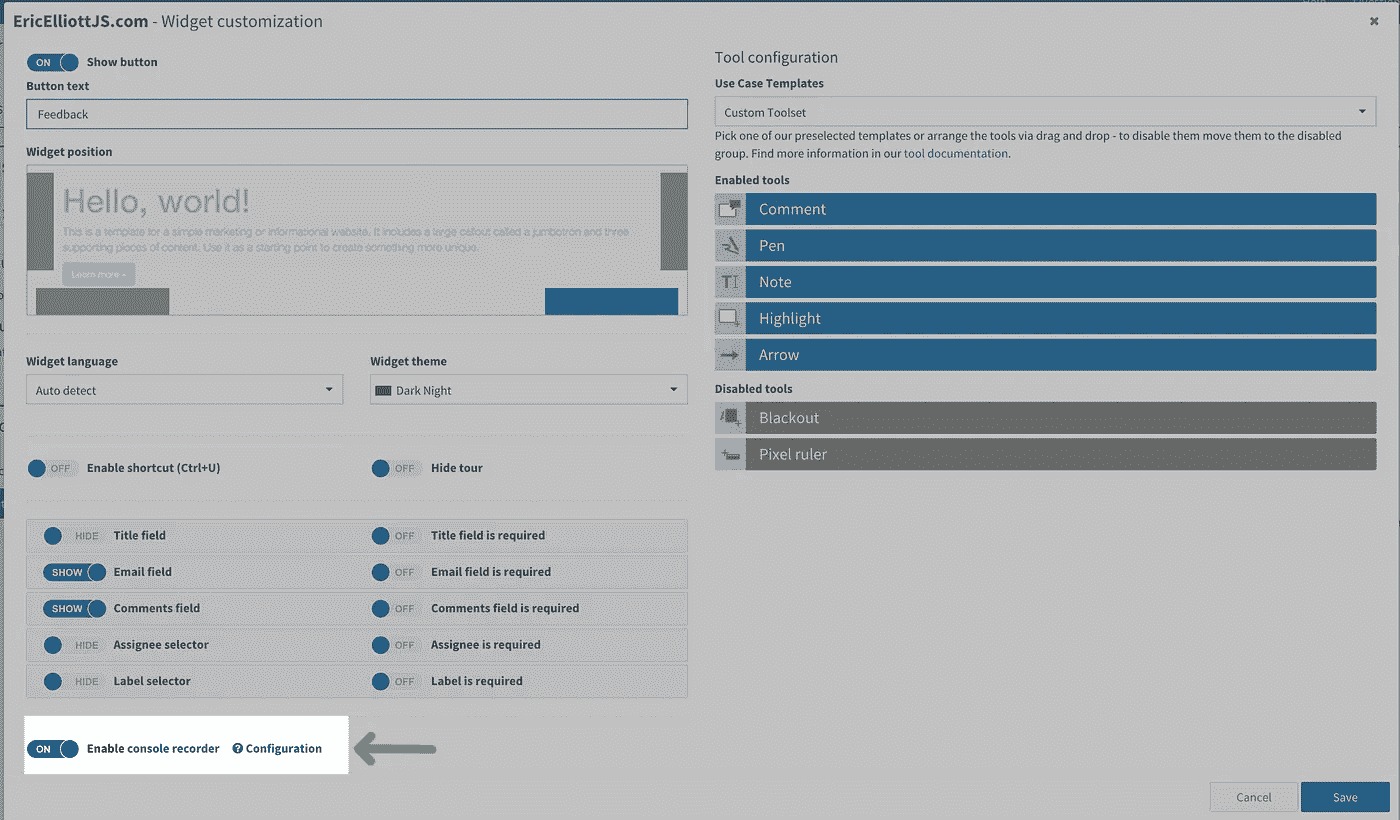 EricElliottJS.com - Widget customization
×
ON Show button
Button text
Feedback
Widget position
Hello, world!
This is a template for a simple marketing or informational website. It includes a large callout called a jumbotron and three
supporting pieces of content. Use it as a starting point to create something more unique.
Learn more »
Widget language
Auto detect
Widget theme
Dark Night
OFF Enable shortcut (Ctrl+U)
OFF Hide tour
HIDE Title field OFF Title field is required
SHOW Email field OFF Email field is required
SHOW Comments field OFF Comments field is required
HIDE Assignee selector OFF Assignee is required
HIDE Label selector OFF Label is required
ON Enable console recorder ? Configuration
Tool configuration
Use Case Templates
Custom Toolset
Pick one of our preselected templates or arrange the tools via drag and drop - to disable them move them to the disabled
group. Find more information in our tool documentation.
Enabled tools
Comment
Pen
Note
Highlight
Arrow
Disabled tools
Blackout
Pixel ruler
Cancel
Save